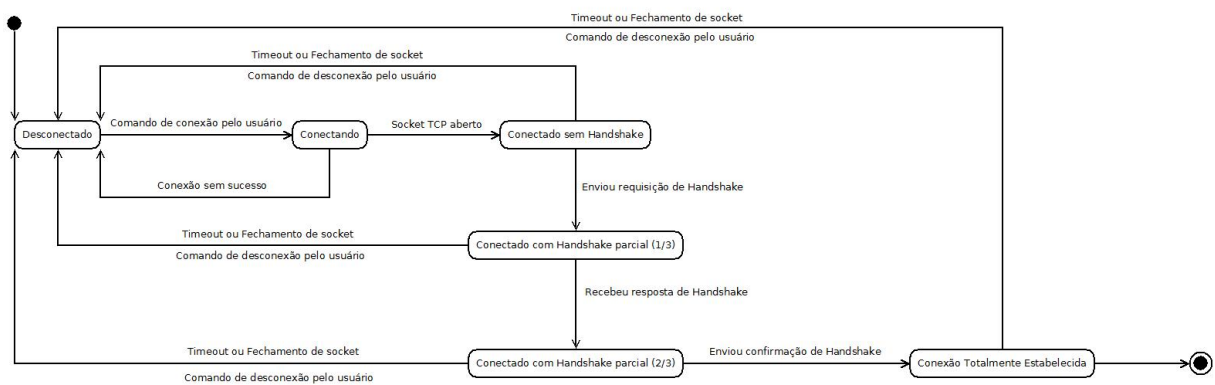 Timeout ou Fechamento de socket
Comando de desconexão pelo usuário
Timeout ou Fechamento de socket
Comando de desconexão pelo usuário
Desconectado
Comando de conexão pelo usuário
Conectando
Socket TCP aberto
Conectado sem Handshake
Conexão sem sucesso
Enviou requisição de Handshake
Timeout ou Fechamento de socket
Comando de desconexão pelo usuário
Conectado com Handshake parcial (1/3)
Recebeu resposta de Handshake
Timeout ou Fechamento de socket
Comando de desconexão pelo usuário
Conectado com Handshake parcial (2/3)
Enviou confirmação de Handshake
Conexão Totalmente Estabelecida